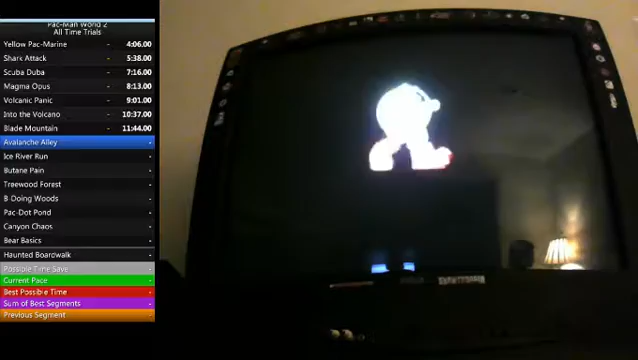 Pac-Man World 2
All Time Trials
Yellow Pac-Marine - 4:06.00
Shark Attack - 5:38.00
Scuba Duba - 7:16.00
Magma Opus - 8:13.00
Volcanic Panic - 9:01.00
Into the Volcano - 10:37.00
Blade Mountain - 11:44.00
Avalanche Alley -
Ice River Run -
Butane Pain -
Treewood Forest -
B-Doing Woods -
Pac-Dot Pond -
Canyon Chaos -
Bear Basics -
Haunted Boardwalk -
Possible Time Save -
Current Pace -
Best Possible Time -
Sum of Best Segments -
Previous Segment -